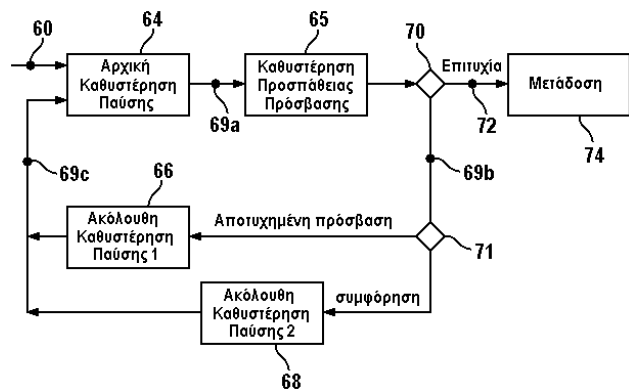 60
64
65
70
Αρχική
Καθυστέρηση
Παύσης
Καθυστέρηση
Προσπάθειας
Πρόσβασης
Επιτυχία
Μετάδοση
69a
72
74
69c
69b
66
Ακόλουθη
Καθυστέρηση
Παύσης 1
Αποτυχημένη πρόσβαση
71
Ακόλουθη
Καθυστέρηση
Παύσης 2
συμφόρηση
68